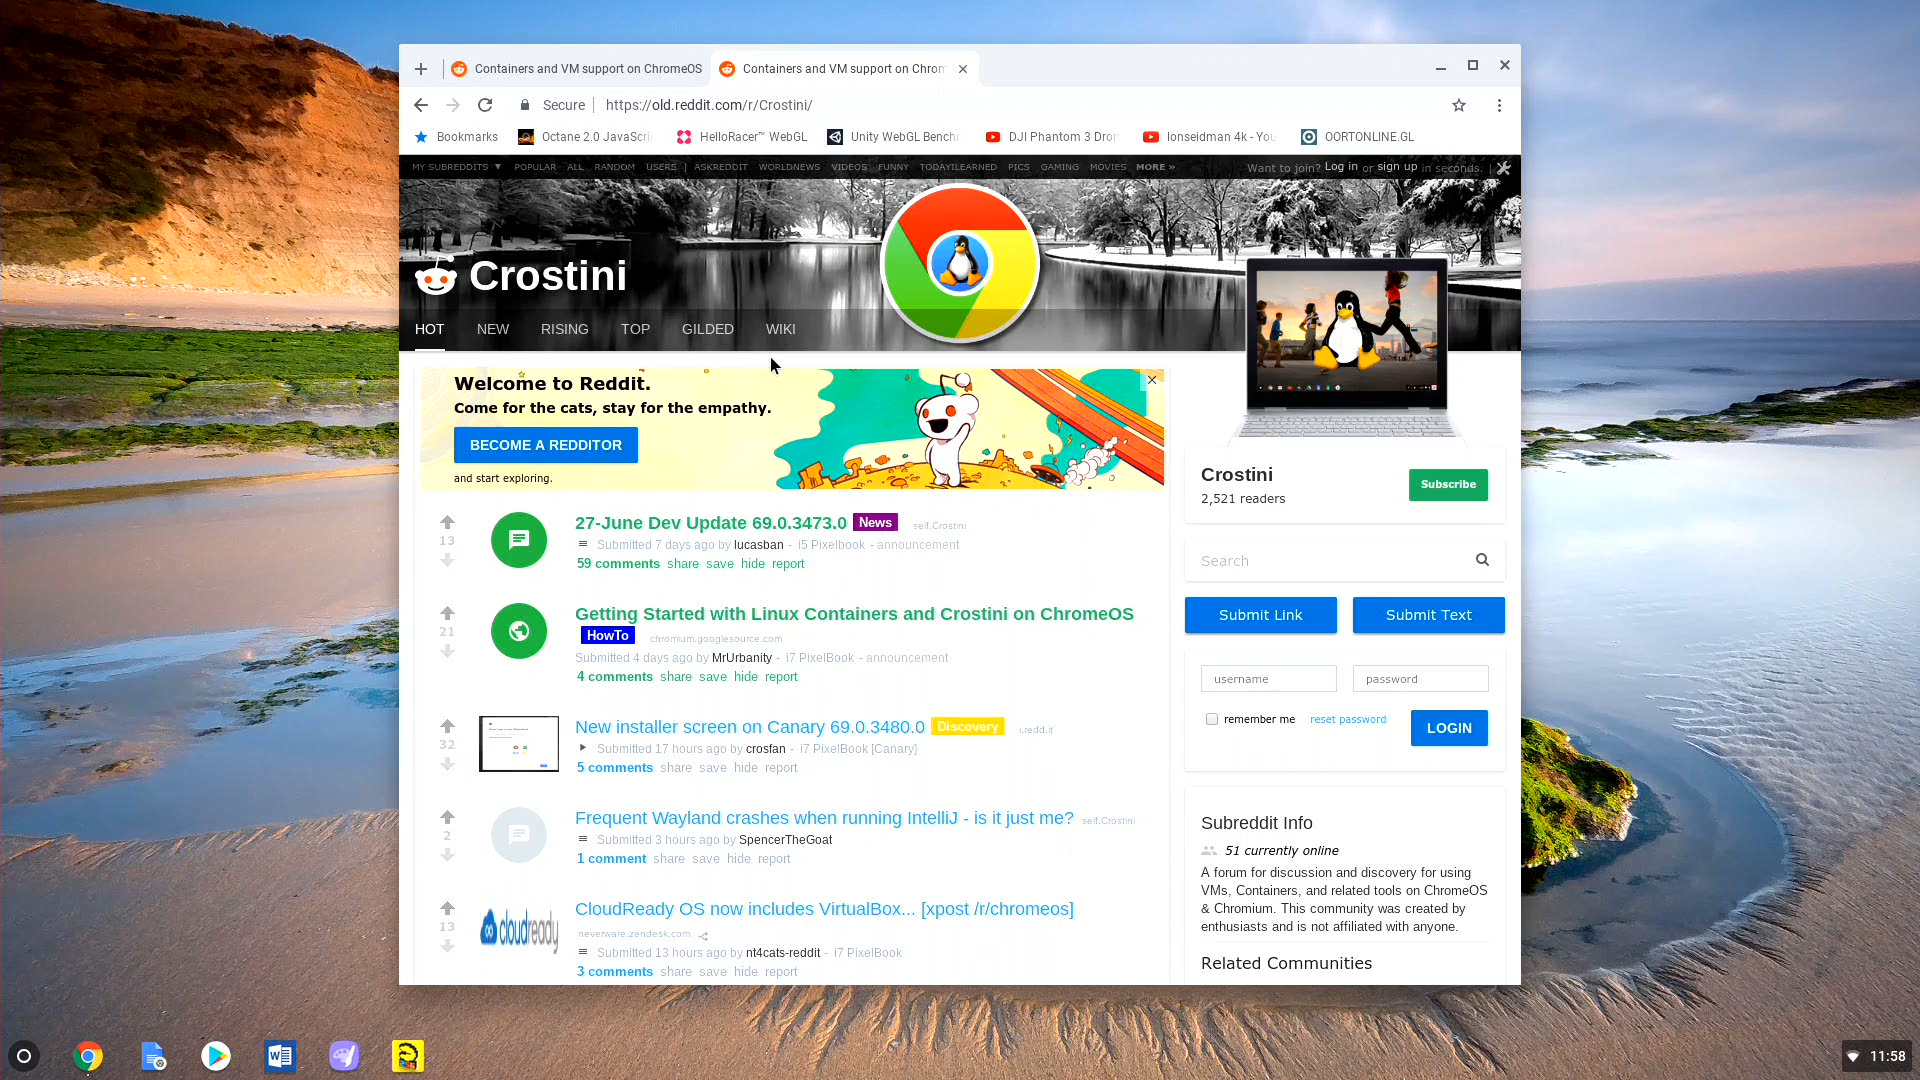 Containers and VM support on ChromeOS
Containers and VM support on Chrom
Secure
https://old.reddit.com/r/Crostini/
Bookmarks
Octane 2.0 JavaScri
HelloRacer™ WebGL
Unity WebGL Bench
DJI Phantom 3 Dron
lonseidman 4k - You
OORTONLINE.GL
MY SUBREDDITS ▼ POPULAR ALL RANDOM USERS | ASKREDDIT WORLDNEWS VIDEOS FUNNY TODAYILEARNED PICS GAMING MOVIES MORE »
Want to join? Log in or sign up in seconds. |
Crostini
HOT NEW RISING TOP GILDED WIKI
Welcome to Reddit.
Come for the cats, stay for the empathy.
BECOME A REDDITOR
and start exploring.
13
27-June Dev Update 69.0.3473.0 News self.Crostini
Submitted 7 days ago by lucasban - i5 Pixelbook - announcement
59 comments share save hide report
21
Getting Started with Linux Containers and Crostini on ChromeOS
HowTo chromium.googlesource.com
Submitted 4 days ago by MrUrbanity - i7 PixelBook - announcement
4 comments share save hide report
32
New installer screen on Canary 69.0.3480.0 Discovery i.redd.it
Submitted 17 hours ago by crosfan - i7 PixelBook [Canary]
5 comments share save hide report
2
Frequent Wayland crashes when running IntelliJ - is it just me? self.Crostini
Submitted 3 hours ago by SpencerTheGoat
1 comment share save hide report
13
cloudready
CloudReady OS now includes VirtualBox... [xpost /r/chromeos]
neverware.zendesk.com
Submitted 13 hours ago by nt4cats-reddit - i7 PixelBook
3 comments share save hide report
Crostini
2,521 readers
Subscribe
Search
Submit Link
Submit Text
username
password
remember me
reset password
LOGIN
Subreddit Info
51 currently online
A forum for discussion and discovery for using
VMs, Containers, and related tools on ChromeOS
& Chromium. This community was created by
enthusiasts and is not affiliated with anyone.
Related Communities
11:58